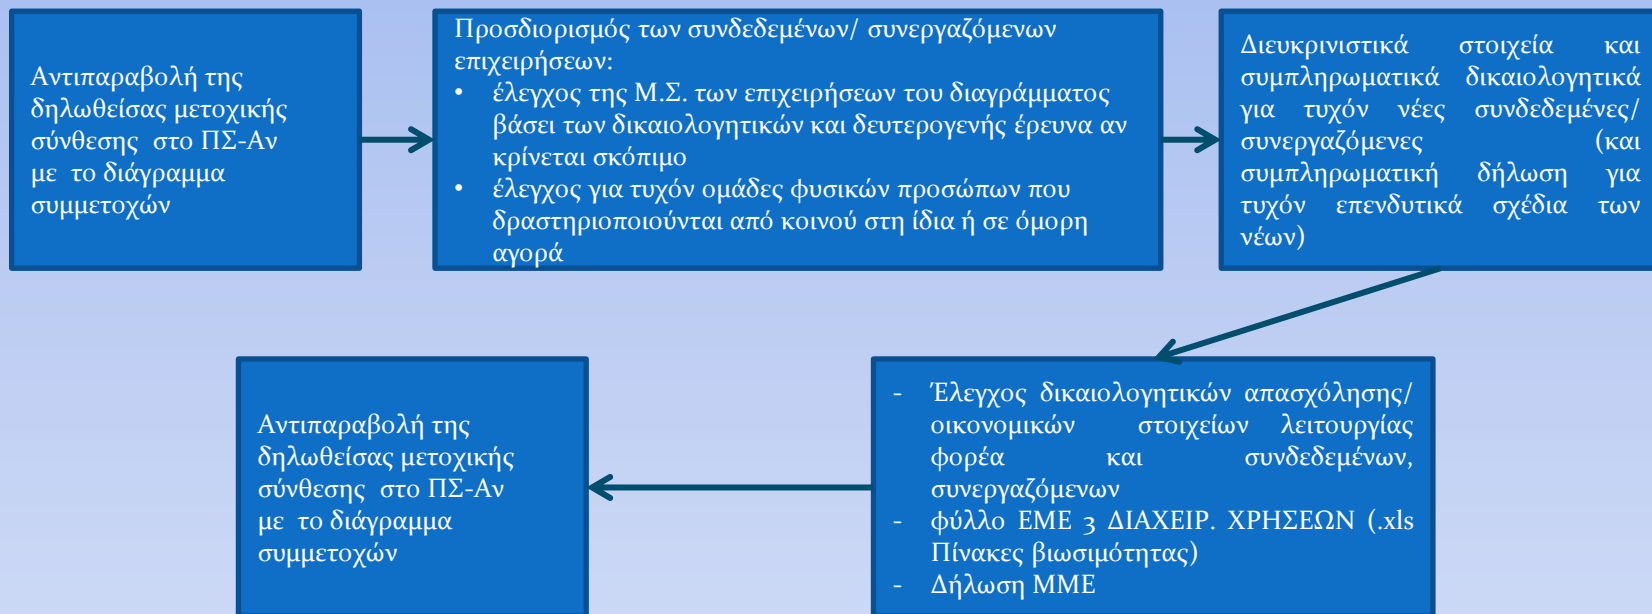 Αντιπαραβολή της
δηλωθείσας μετοχικής
σύνθεσης στο ΠΣ-Αν
με το διάγραμμα
συμμετοχών
Προσδιορισμός των συνδεδεμένων/ συνεργαζόμενων
επιχειρήσεων:
• έλεγχος της Μ.Σ. των επιχειρήσεων του διαγράμματος
βάσει των δικαιολογητικών και δευτερογενής έρευνα αν
κρίνεται σκόπιμο
• έλεγχος για τυχόν ομάδες φυσικών προσώπων που
δραστηριοποιούνται από κοινού στη ίδια ή σε όμορη
αγορά
Διευκρινιστικά στοιχεία και
συμπληρωματικά δικαιολογητικά
για τυχόν νέές συνδεδεμένες/
συνεργαζόμενες (και
συμπληρωματική δήλωση για
τυχόν επενδυτικά σχέδια των
νέων)
Αντιπαραβολή της
δηλωθείσας μετοχικής
σύνθεσης στο ΠΣ-Αν
με το διάγραμμα
συμμετοχών
- Έλεγχος δικαιολογητικών απασχόλησης/
οικονομικών στοιχείων λειτουργίας
φορέα και συνδεδεμένων,
συνεργαζόμενων
- φύλλο ΕΜΕ 3 ΔΙΑΧΕΙΡ. ΧΡΗΣΕΩΝ (.xls
Πίνακες βιωσιμότητας)
- Δήλωση ΜΜΕ